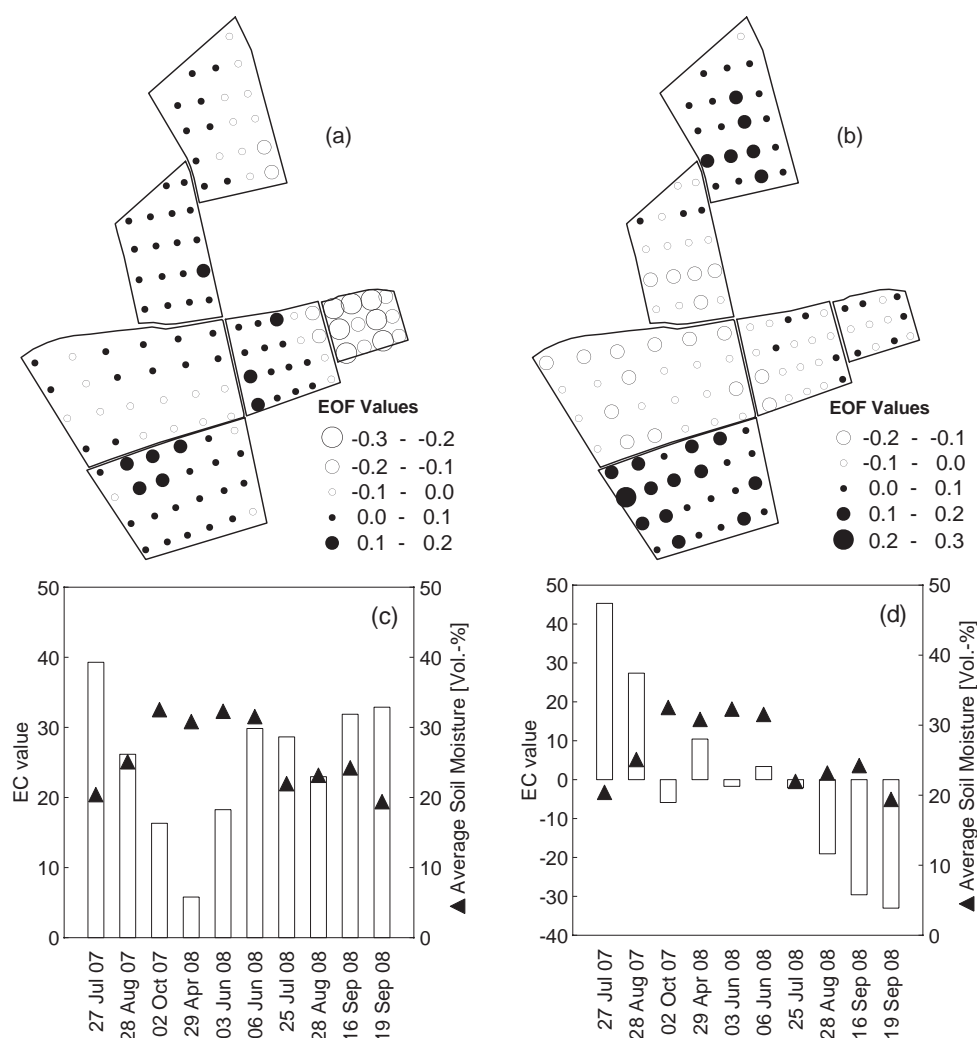 (a)
(b)
EOF Values
-0.3 - -0.2
-0.2 - -0.1
-0.1 - 0.0
0.0 - 0.1
0.1 - 0.2
EOF Values
-0.2 - -0.1
-0.1 - 0.0
0.0 - 0.1
0.1 - 0.2
0.2 - 0.3
(c)
EC value
50
40
30
20
10
0
50
40
30
20
10
0
▲ Average Soil Moisture [Vol.-%]
27 Jul 07
28 Aug 07
02 Oct 07
29 Apr 08
03 Jun 08
06 Jun 08
25 Jul 08
28 Aug 08
16 Sep 08
19 Sep 08
(d)
EC value
50
40
30
20
10
0
-10
-20
-30
-40
50
40
30
20
10
0
▲ Average Soil Moisture [Vol.-%]
27 Jul 07
28 Aug 07
02 Oct 07
29 Apr 08
03 Jun 08
06 Jun 08
25 Jul 08
28 Aug 08
16 Sep 08
19 Sep 08